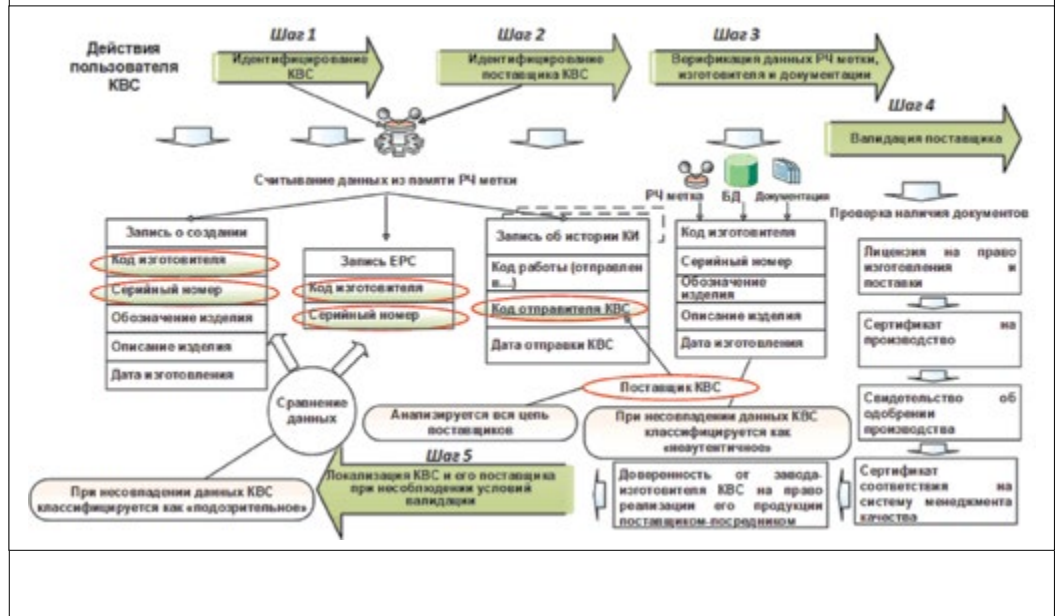 Действия
пользователя
КВС
Шаг 1
Идентифицирование
КВС
Шаг 2
Идентифицирование
поставщика КВС
Шаг 3
Верификация данных РЧ метки,
изготовителя и документации
Шаг 4
Валидация поставщика
Считывание данных из памяти РЧ метки
РЧ метка
БД
Документация
Проверка наличия документов
Запись о создании
Код изготовителя
Серийный номер
Обозначение изделия
Описание изделия
Дата изготовления
Запись EPC
Код изготовителя
Серийный номер
Запись об истории КИ
Код работы (отправлен
в....)
Код отправителя КВС
Дата отправки КВС
Код изготовителя
Серийный номер
Обозначение
изделия
Описание изделия
Дата изготовления
Лицензия на право
изготовления и
поставки
Сертификат на
производство
Свидетельство об
одобрении
производства
Сертификат
соответствия на
систему менеджмента
качества
Сравнение
данных
Поставщик КВС
Анализируется вся цепь
поставщиков
При несовпадении данных КВС
классифицируется как
«неаутентичное»
Шаг 5
Локализация КВС и его поставщика
при несоблюдении условий
валидации
Доверенность от завода-
изготовителя КВС на право
реализации его продукции
поставщиком-посредником
При несовпадении данных КВС
классифицируется как «подозрительное»